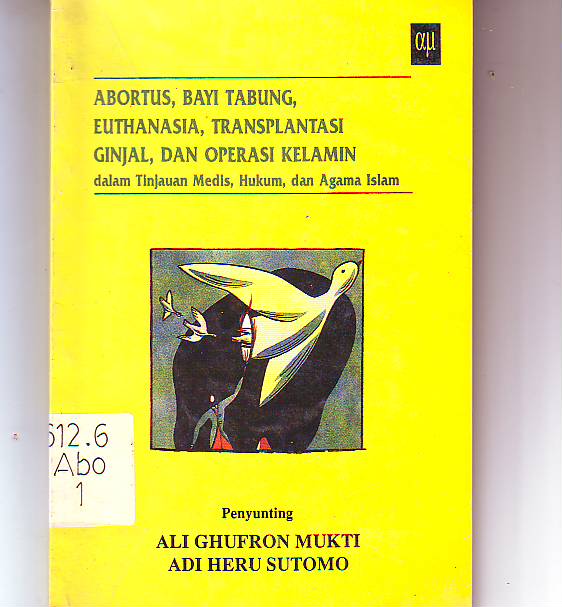 αμ
ABORTUS, BAYI TABUNG,
EUTHANASIA, TRANSPLANTASI
GINJAL, DAN OPERASI KELAMIN
dalam Tinjauan Medis, Hukum, dan Agama Islam
612.6
Abo
1
Penyunting
ALI GHUFRON MUKTI
ADI HERU SUTOMO